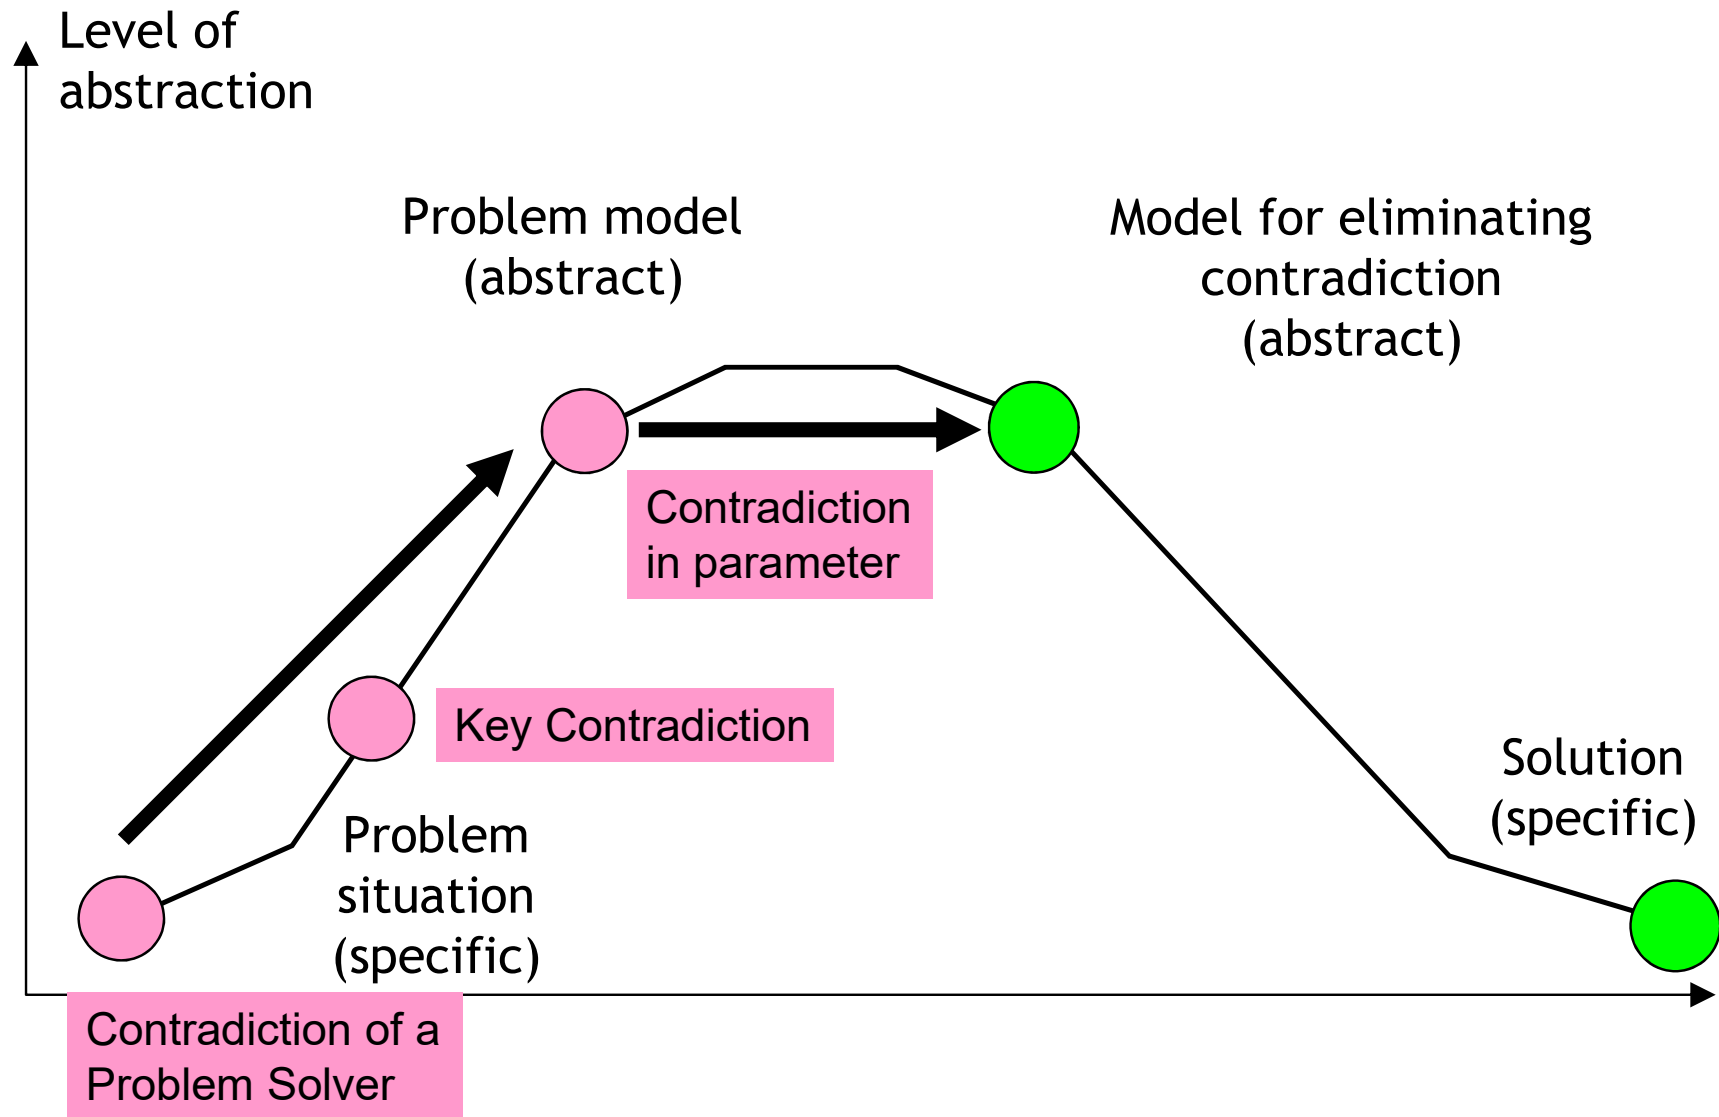 Level of
abstraction
Problem model
(abstract)
Model for eliminating
contradiction
(abstract)
Contradiction
in parameter
Key Contradiction
Problem
situation
(specific)
Solution
(specific)
Contradiction of a
Problem Solver